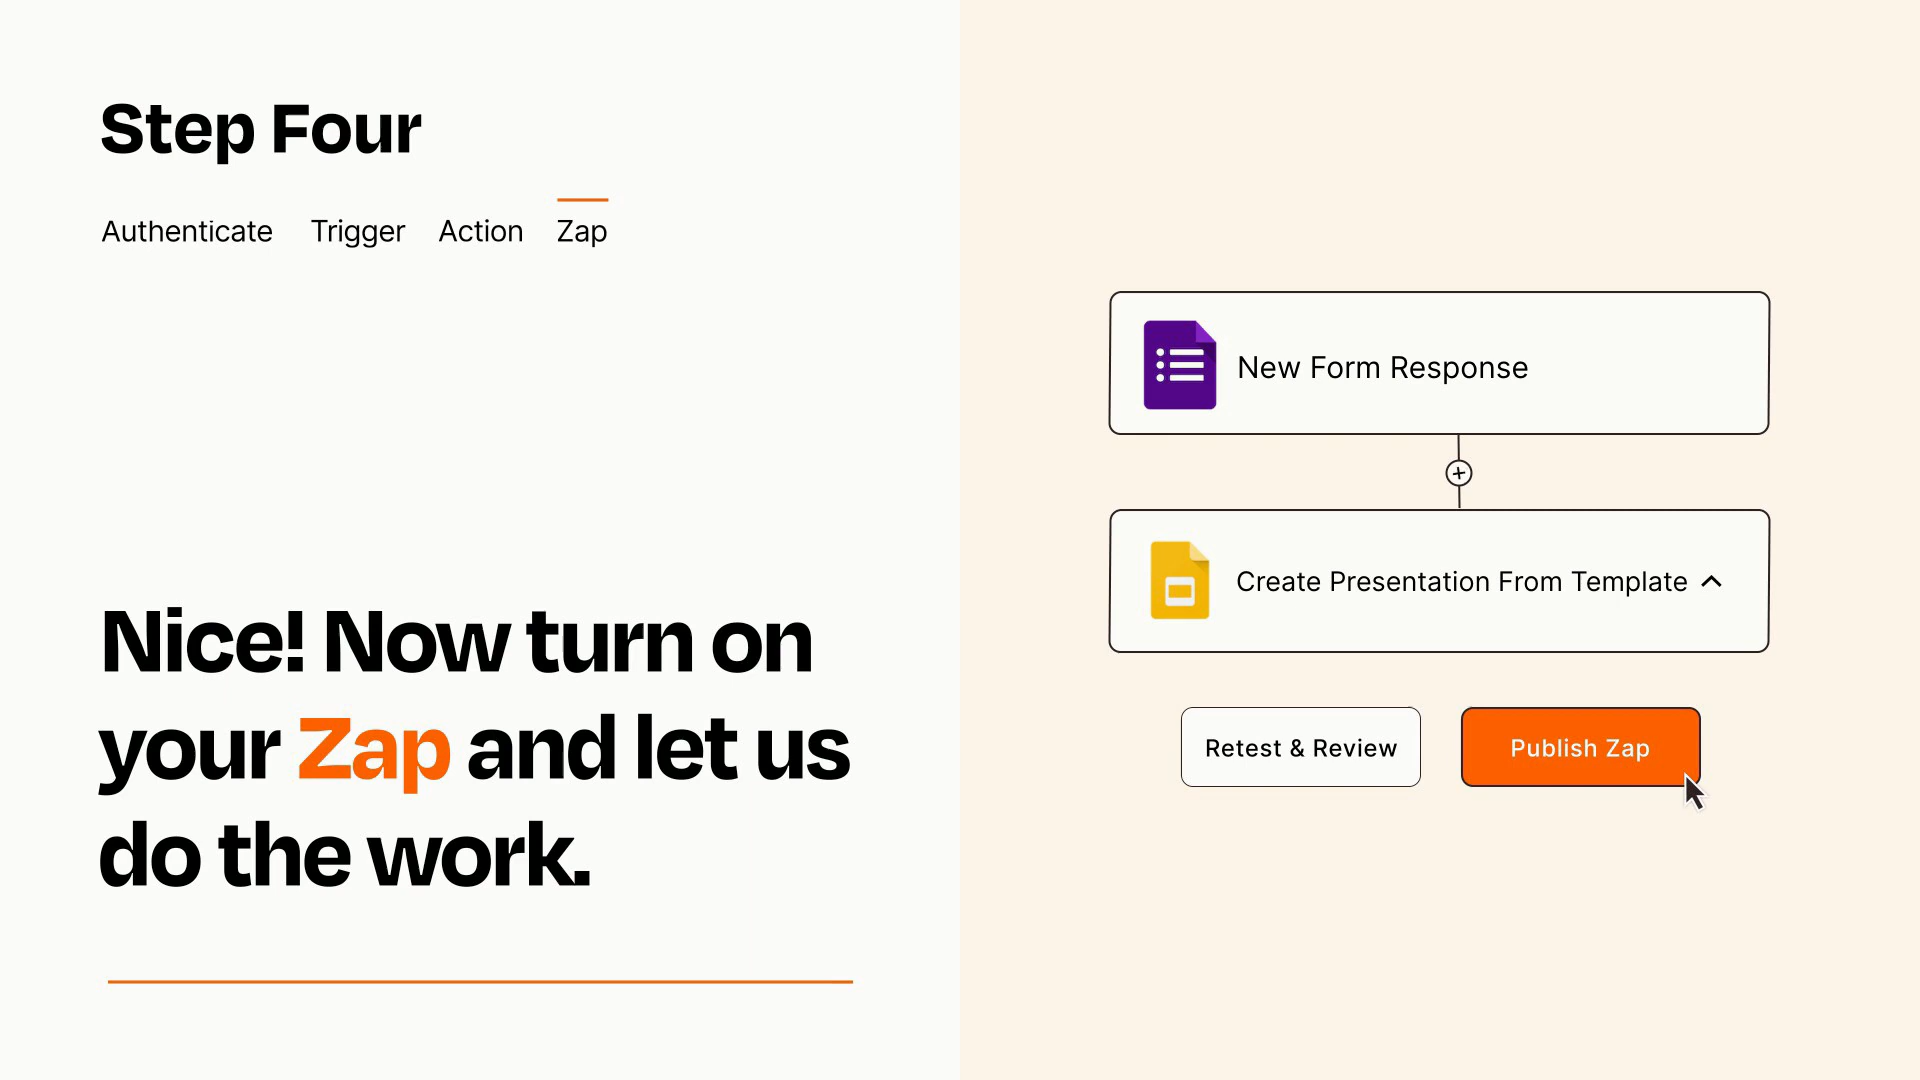 Step Four
Authenticate Trigger Action Zap
Nice! Now turn on
your Zap and let us
do the work.
New Form Response
Create Presentation From Template
Retest & Review
Publish Zap